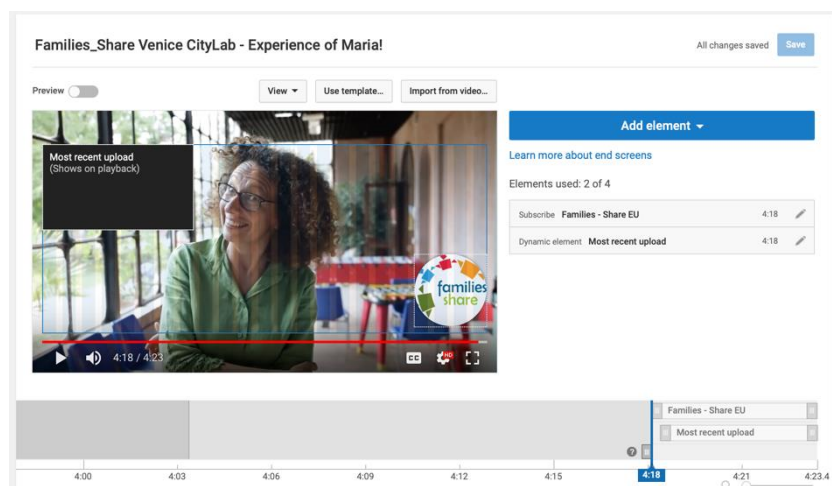 Families_Share Venice CityLab - Experience of Maria!
All changes saved
Save
Preview
View
Use template...
Import from video...
Most recent upload
(Shows on playback)
families
share
4:18 / 4:23
CC
HD
Add element
Learn more about end screens
Elements used: 2 of 4
Subscribe Families - Share EU 4:18
Dynamic element Most recent upload 4:18
Families - Share EU
Most recent upload
?
4:00 4:03 4:06 4:09 4:12 4:15 4:18 4:21 4:23.4